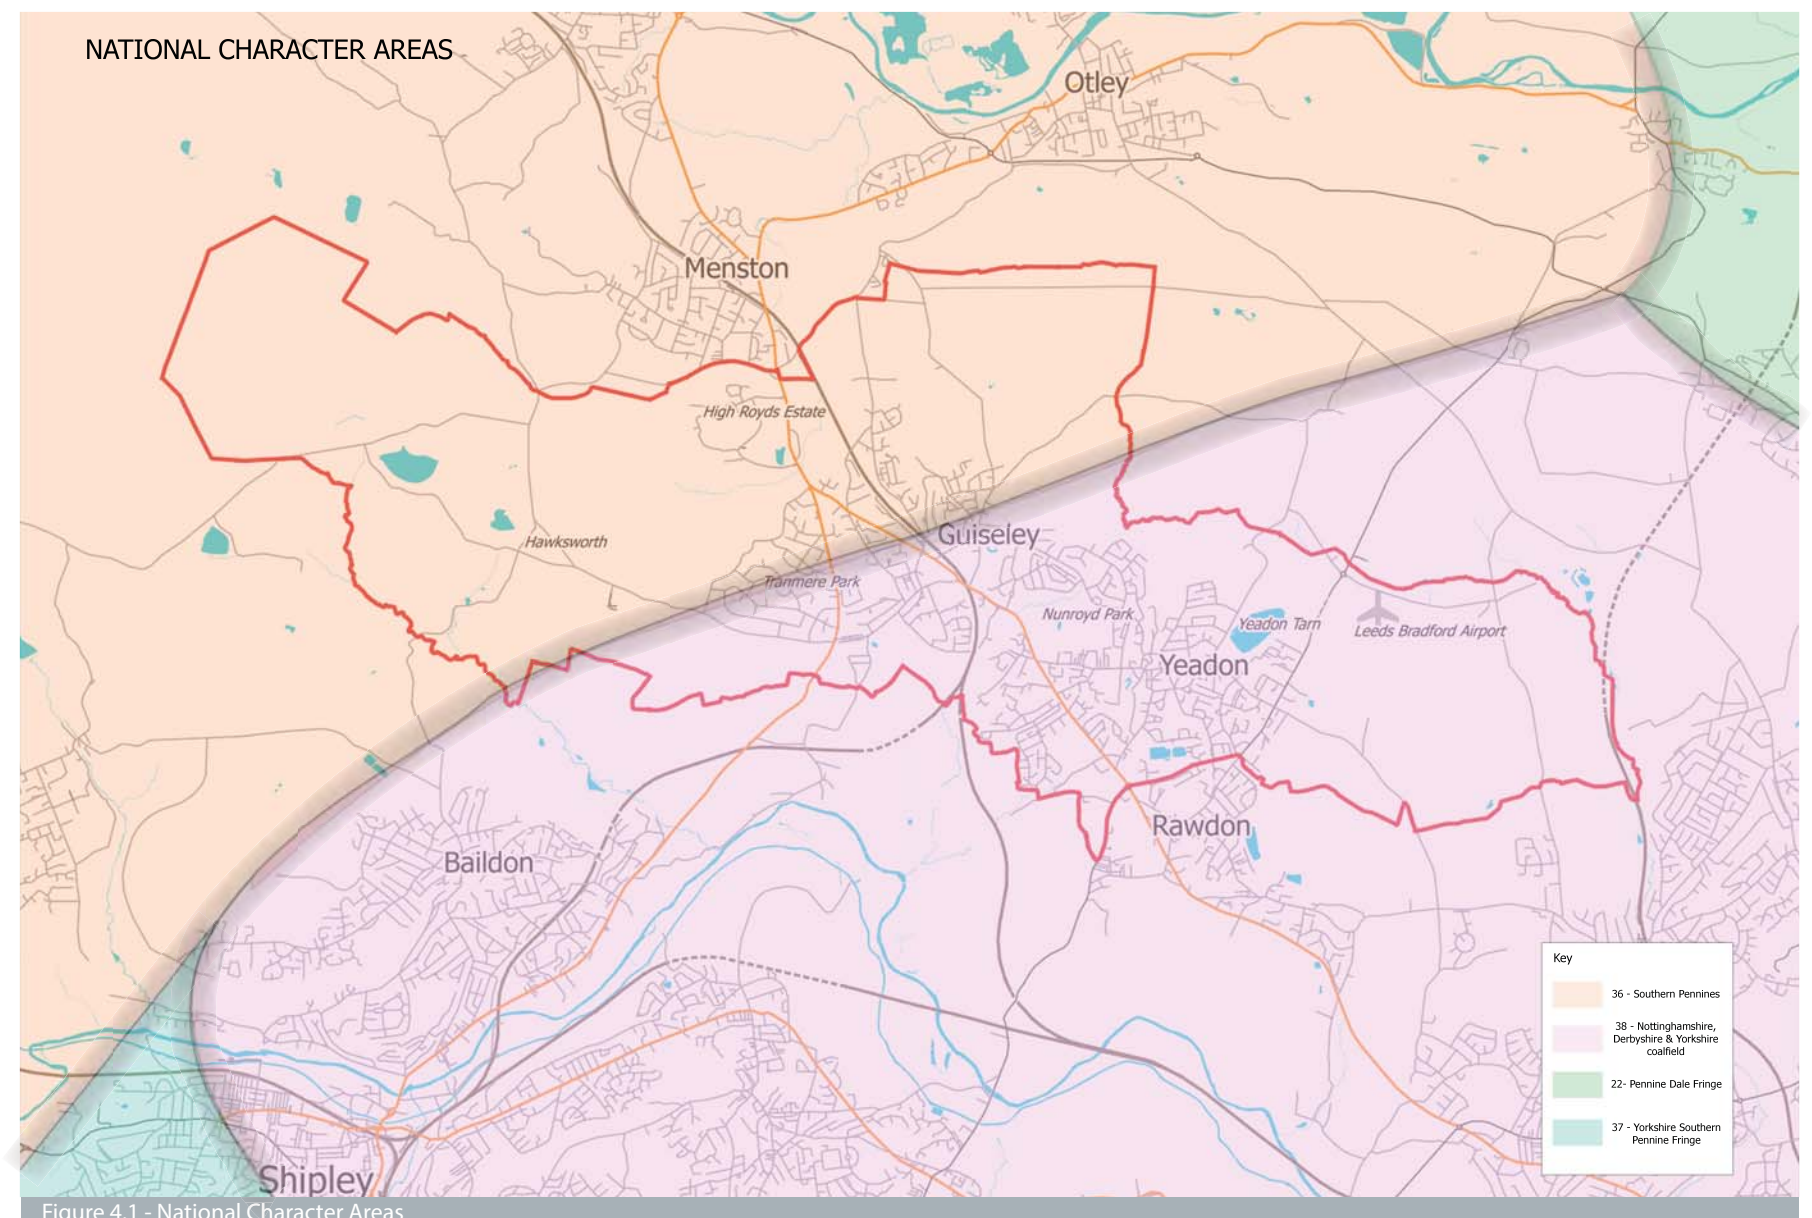 NATIONAL CHARACTER AREAS
Otley
Menston
High Royds Estate
Hawksworth
Guiseley
Tranmere Park
Nunroyd Park
Yeadon Tarn
Leeds Bradford Airport
Yeadon
Rawdon
Baildon
Shipley
Key
36 - Southern Pennines
38 - Nottinghamshire,
Derbyshire & Yorkshire
coalfield
22- Pennine Dale Fringe
37 - Yorkshire Southern
Pennine Fringe
Figure 4.1 - National Character Areas